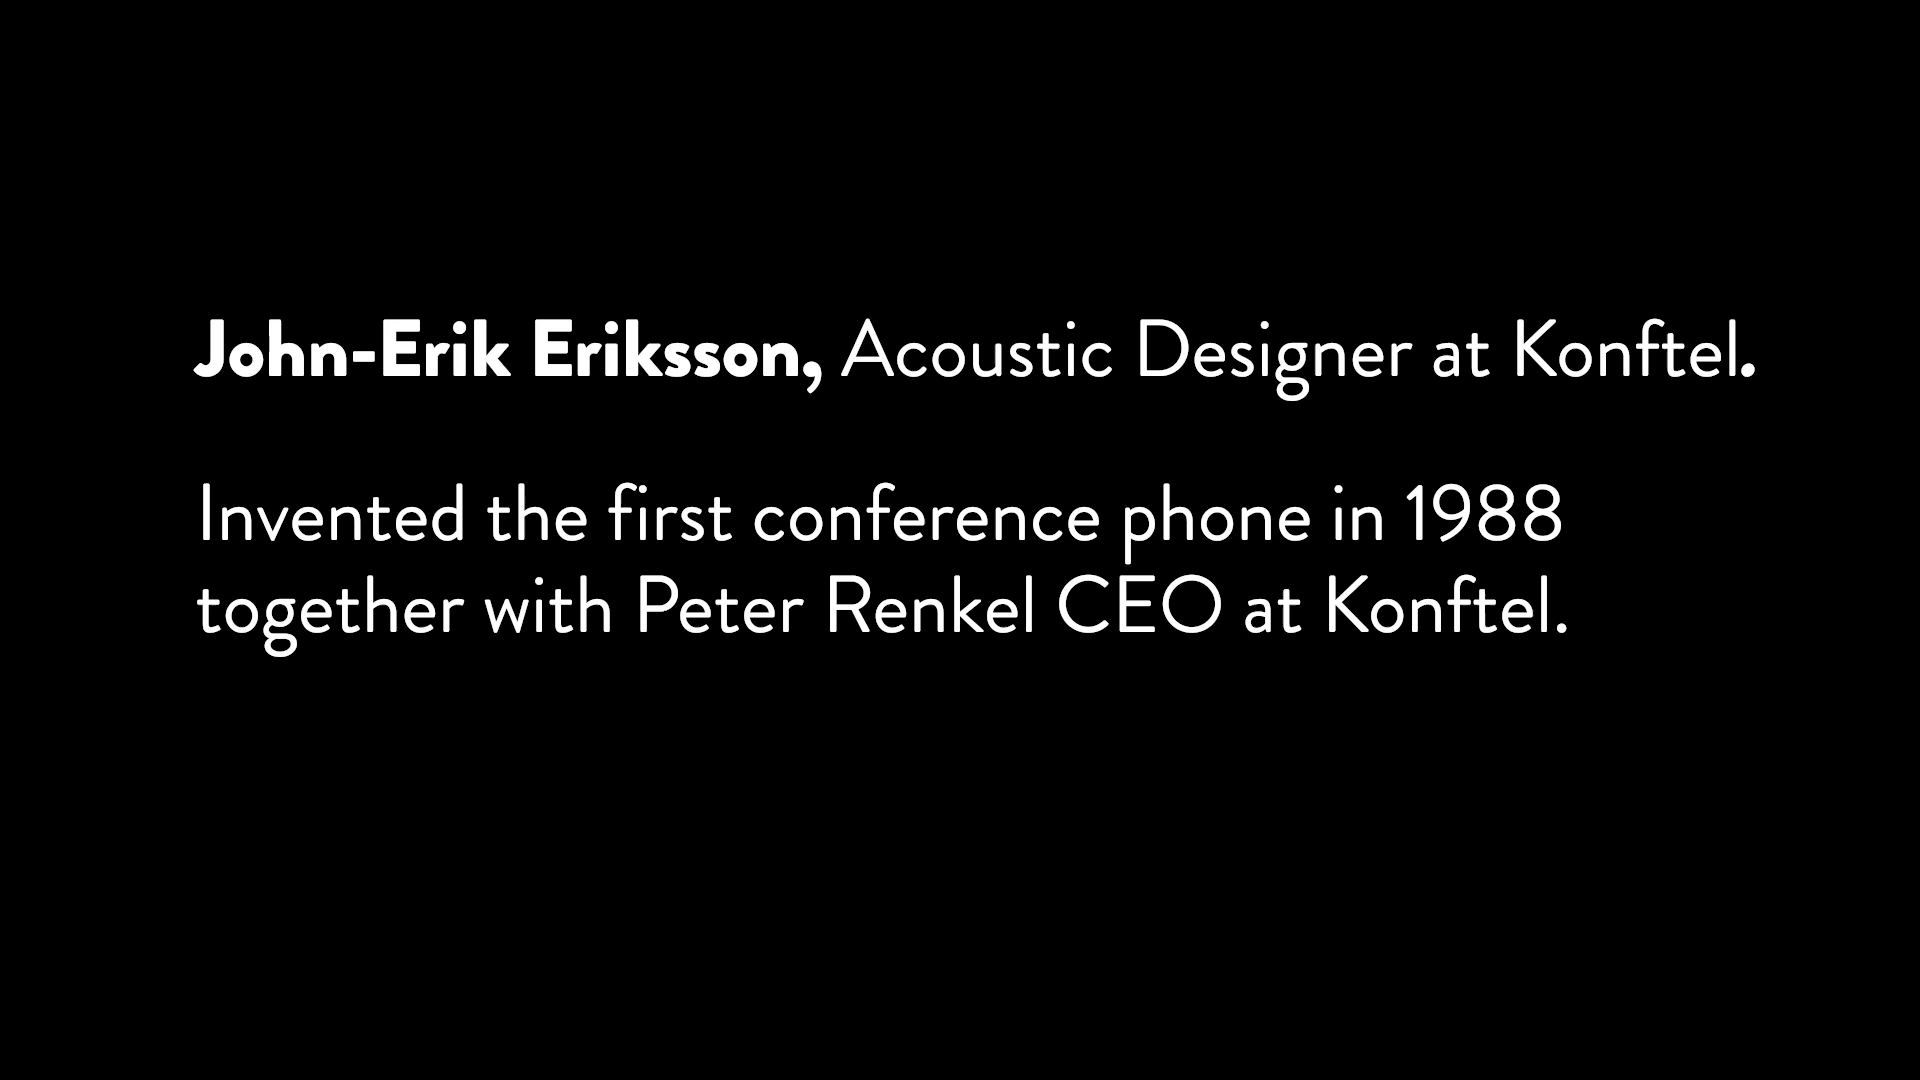 John-Erik Eriksson, Acoustic Designer at Konftel.
Invented the first conference phone in 1988
together with Peter Renkel CEO at Konftel.